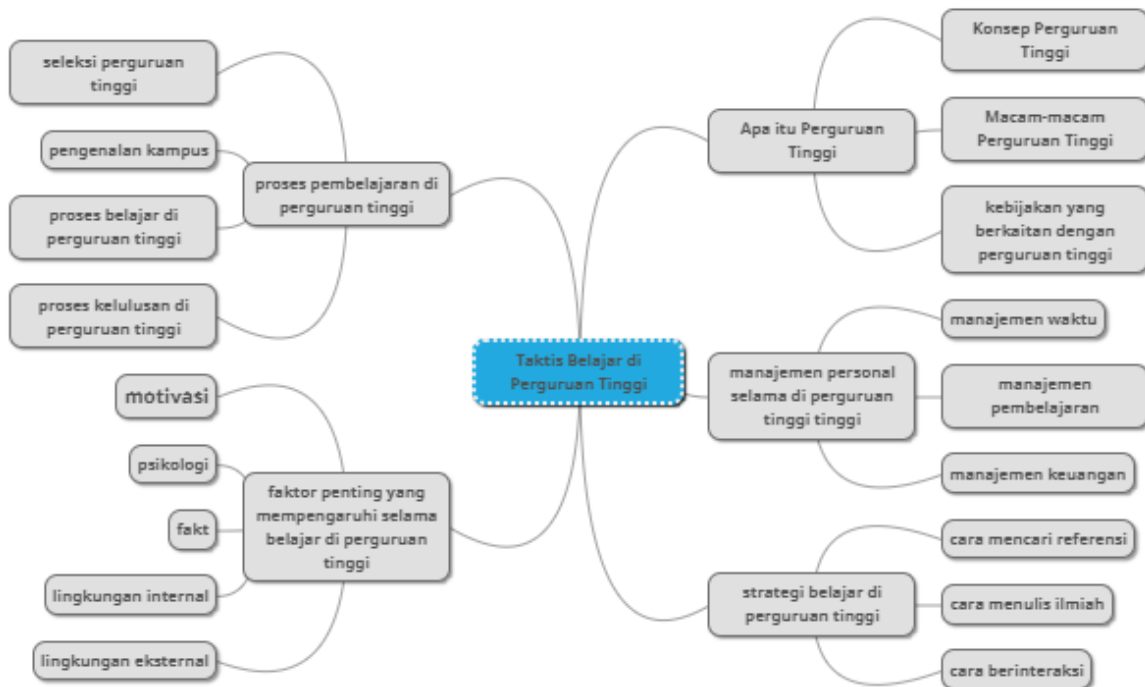 seleksi perguruan
tinggi
pengenalan kampus
proses belajar di
perguruan tinggi
proses kelulusan di
perguruan tinggi
proses pembelajaran di
perguruan tinggi
motivasi
psikologi
fakt
lingkungan internal
lingkungan eksternal
faktor penting yang
mempengaruhi selama
belajar di perguruan
tinggi
Taktis Belajar di
Perguruan Tinggi
Apa itu Perguruan
Tinggi
Konsep Perguruan
Tinggi
Macam-macam
Perguruan Tinggi
kebijakan yang
berkaitan dengan
perguruan tinggi
manajemen personal
selama di perguruan
tinggi tinggi
manajemen waktu
manajemen
pembelajaran
manajemen keuangan
strategi belajar di
perguruan tinggi
cara mencari referensi
cara menulis ilmiah
cara berinteraksi